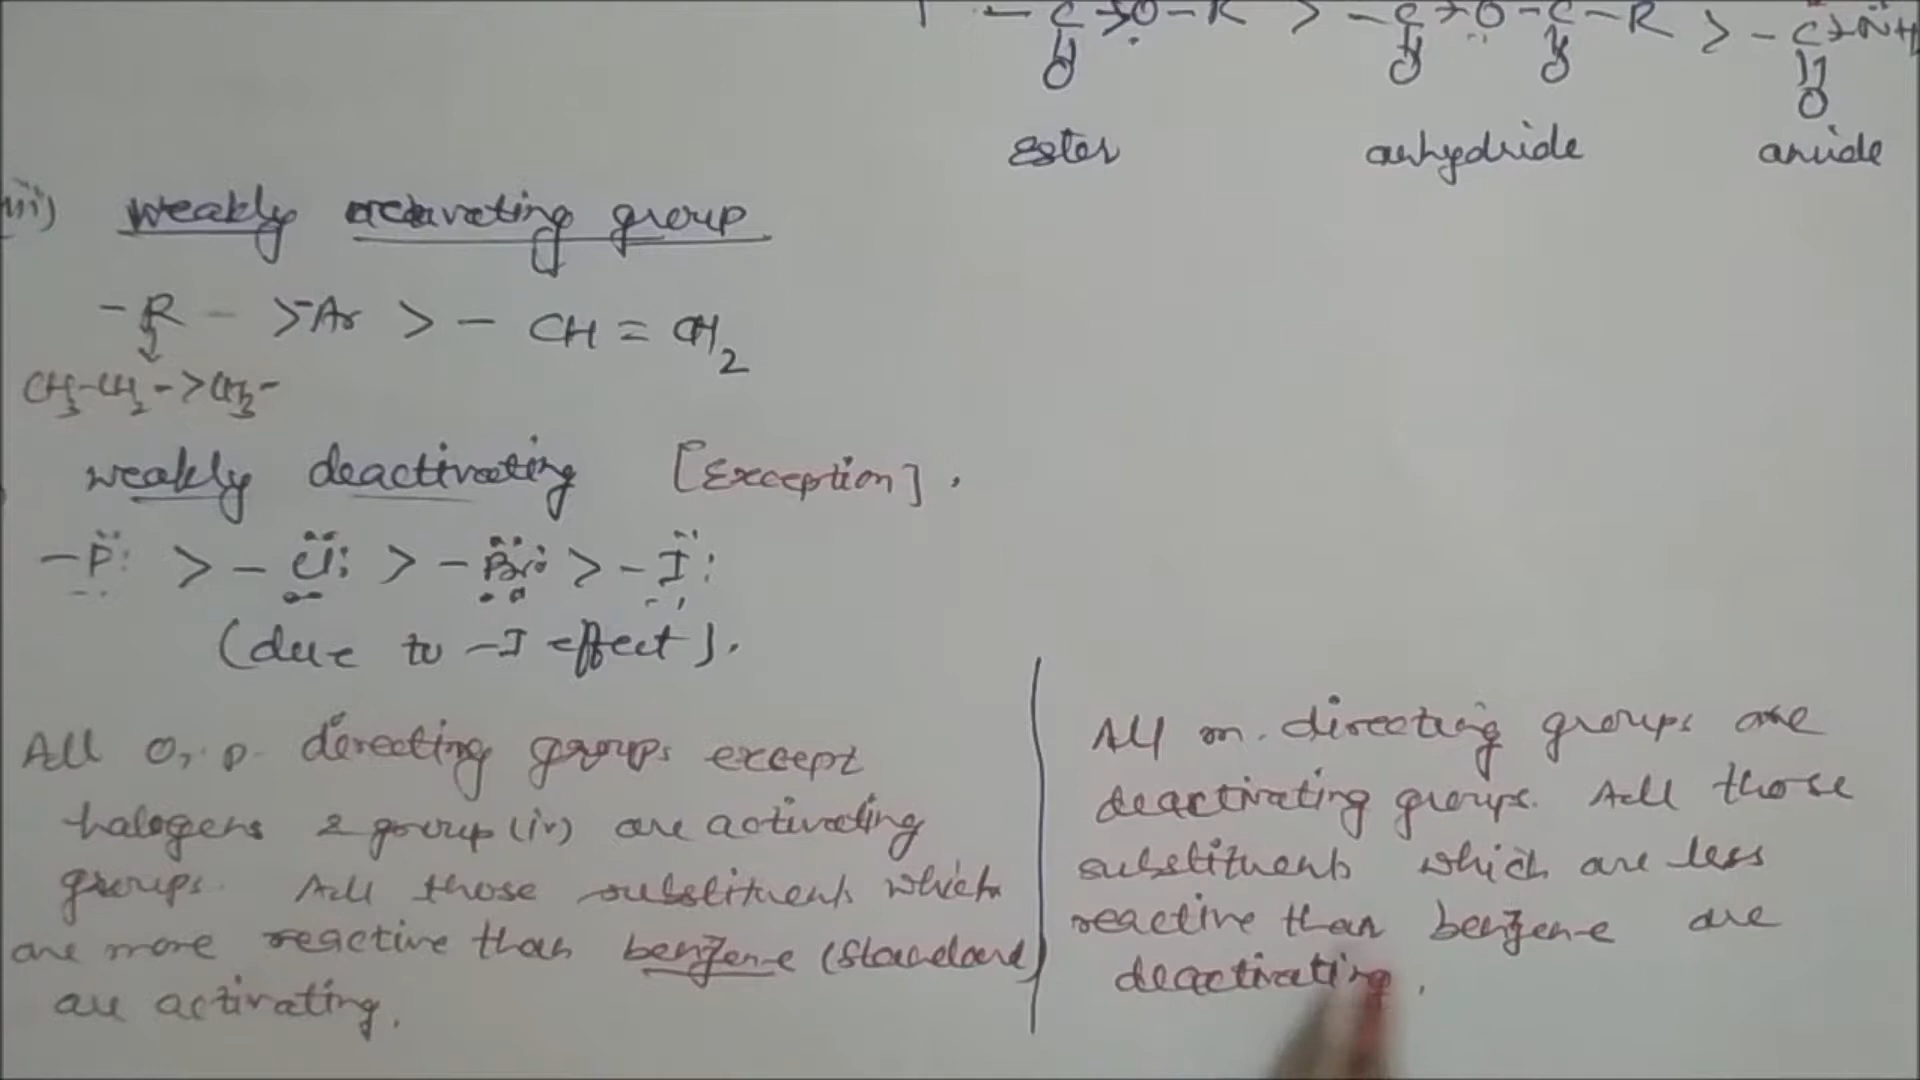 - C → O - R > - C → O - C - R > - C → NH
O O O O
ester anhydride amide
iii) weakly activating group
- R - > - Ar > - CH = CH2
CH3-CH2 - > CH3 -
weakly deactivating [Exception].
- F: > - Cl: > - Br: > - I:
(due to -I effect).
All o, p- directing groups except
halogens & group (iv) are activating
groups. All those substituents which
are more reactive than benzene (standard)
are activating.
All m. directing groups are
deactivating groups. All those
substituents which are less
reactive than benzene are
deactivating.